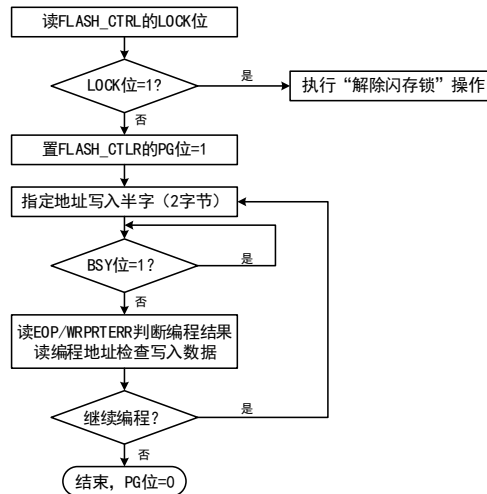 读FLASH_CTRL的LOCK位
LOCK位=1?
是
执行“解除闪存锁”操作
否
置FLASH_CTLR的PG位=1
指定地址写入半字（2字节）
BSY位=1?
是
否
读EOP/WRPRTERR判断编程结果
读编程地址检查写入数据
继续编程?
是
否
结束, PG位=0